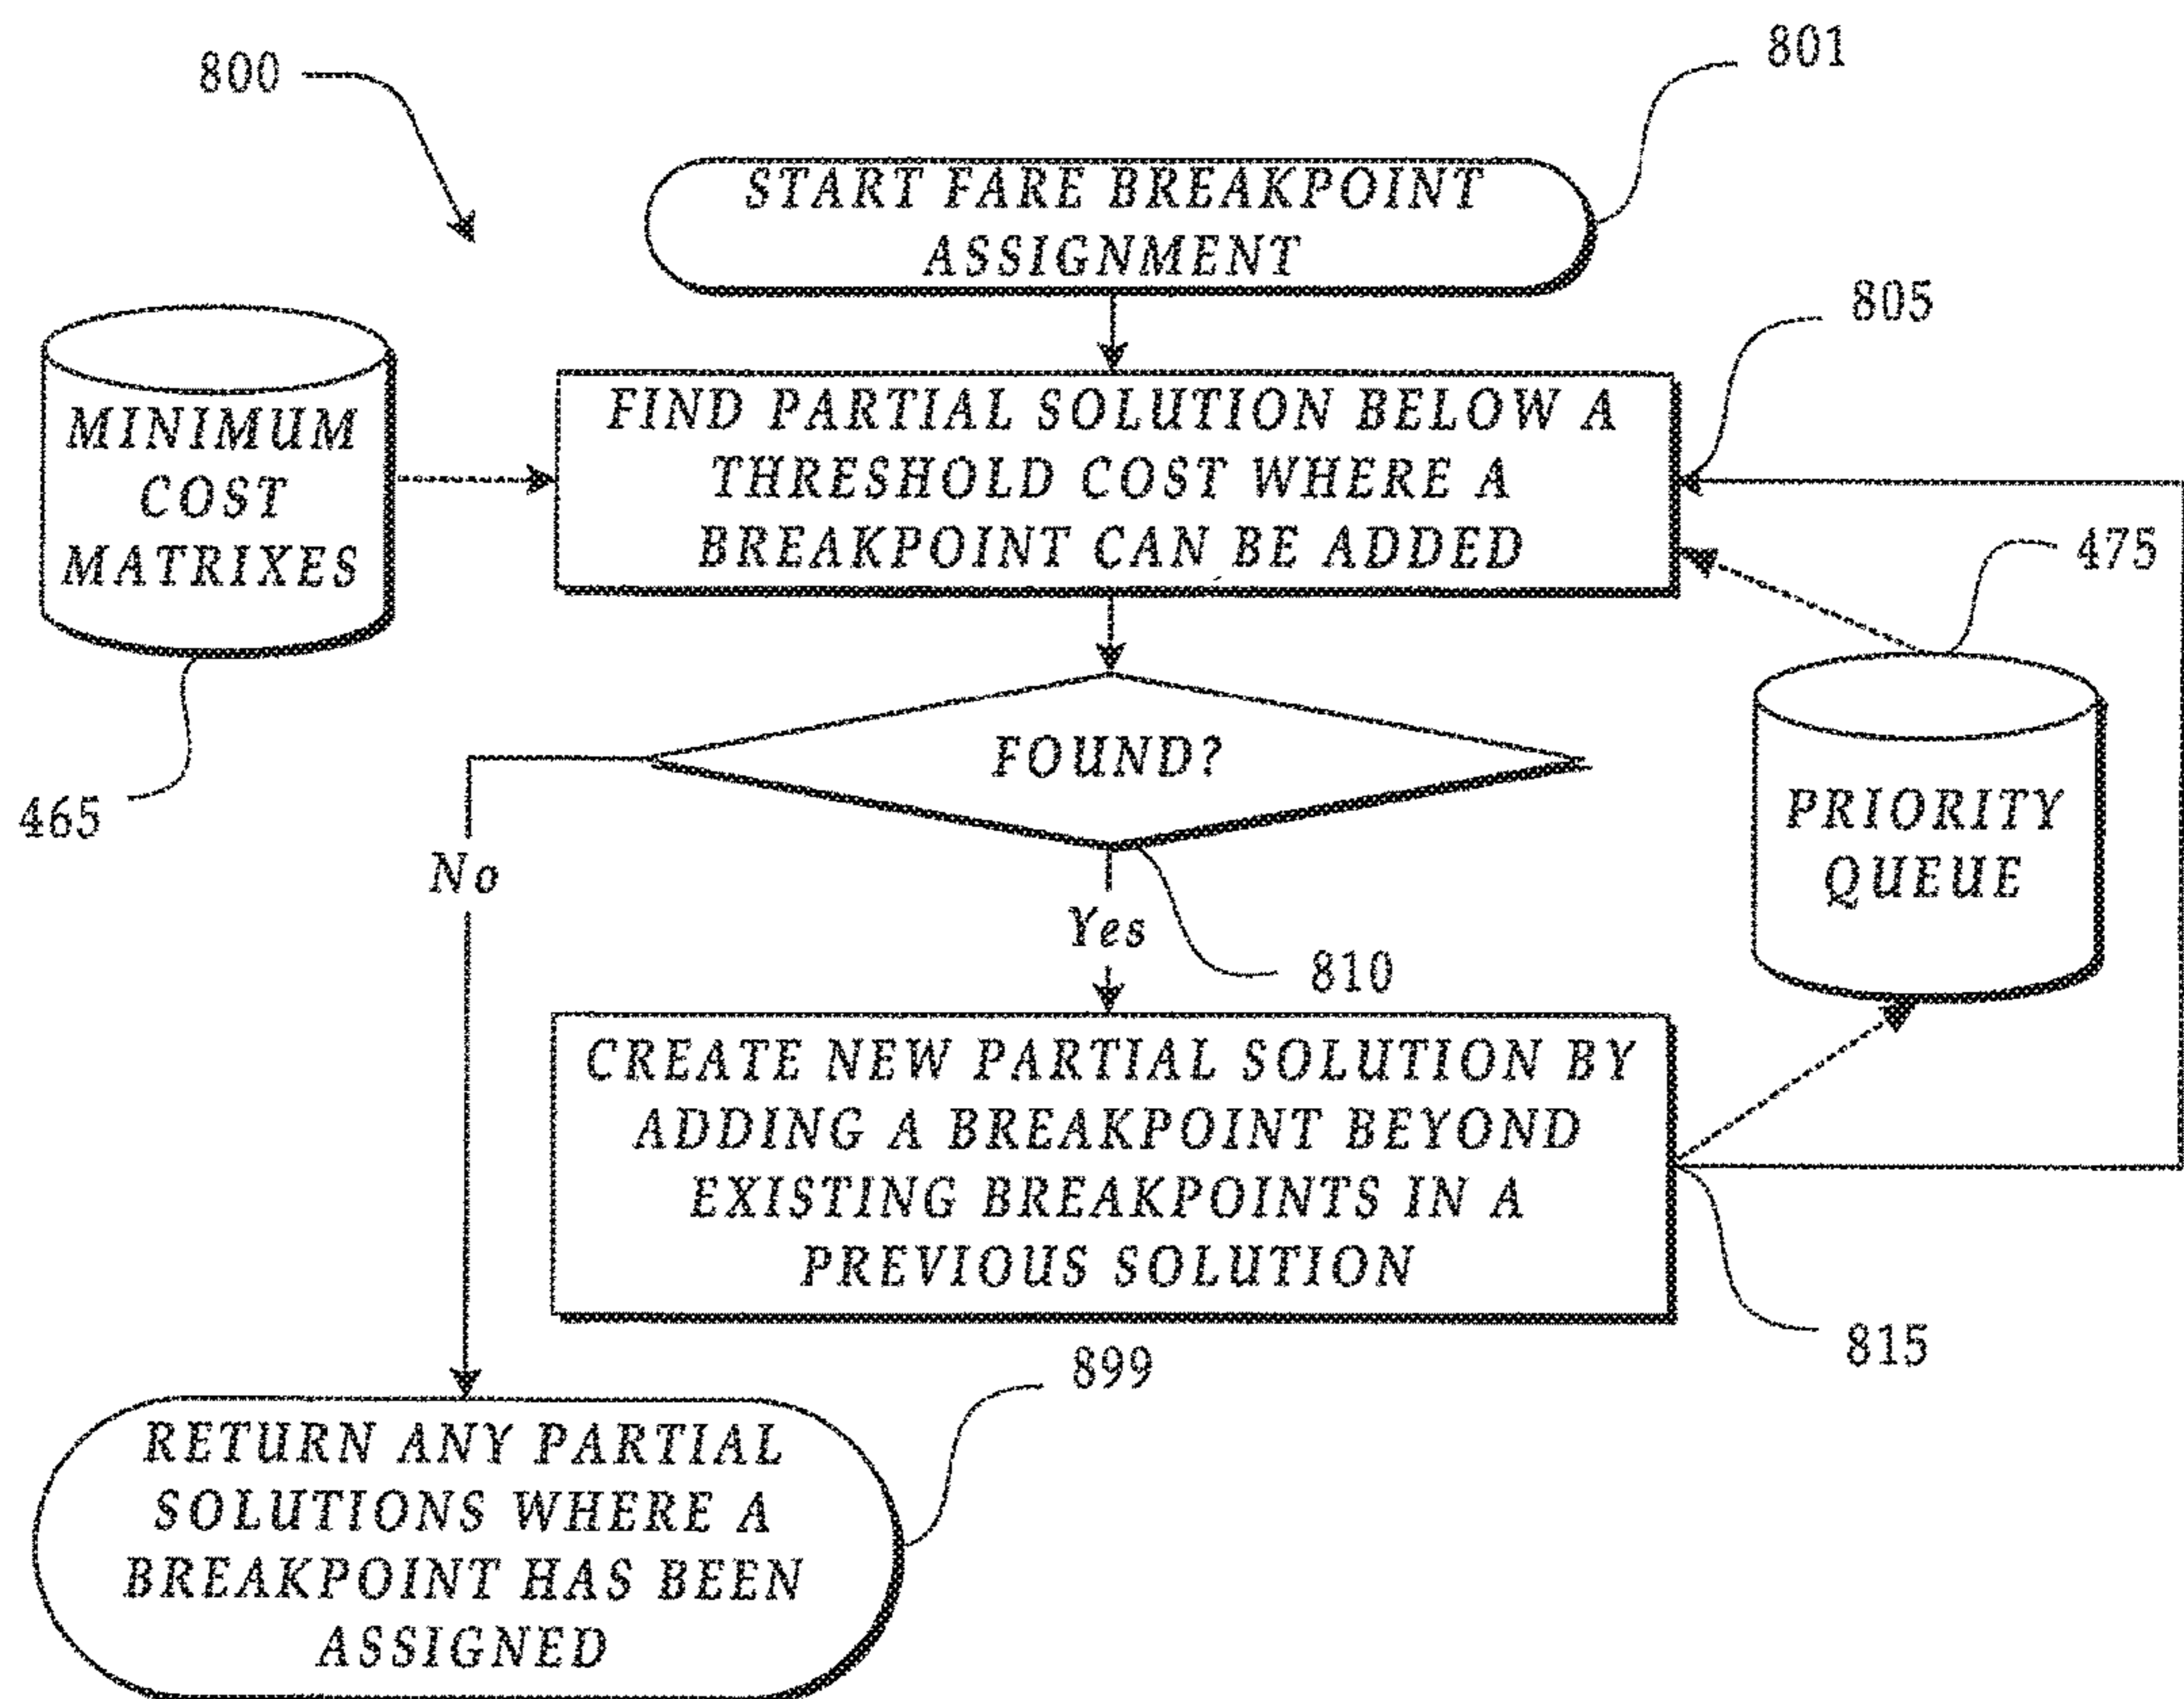 800
801
START FARE BREAKPOINT
ASSIGNMENT
805
MINIMUM
COST
MATRIXES
FIND PARTIAL SOLUTION BELOW A
THRESHOLD COST WHERE A
BREAKPOINT CAN BE ADDED
475
465
FOUND?
PRIORITY
QUEUE
No
Yes
810
CREATE NEW PARTIAL SOLUTION BY
ADDING A BREAKPOINT BEYOND
EXISTING BREAKPOINTS IN A
PREVIOUS SOLUTION
815
899
RETURN ANY PARTIAL
SOLUTIONS WHERE A
BREAKPOINT HAS BEEN
ASSIGNED